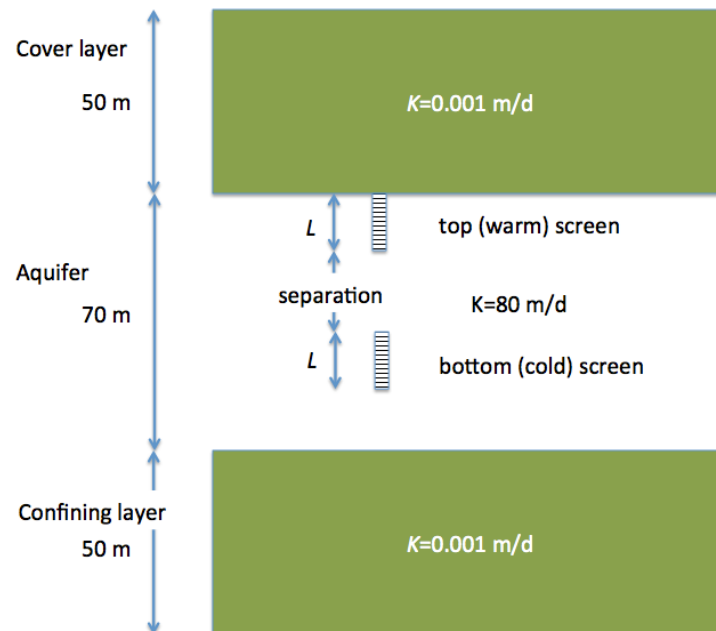 Cover layer
50 m
K=0.001 m/d
L
top (warm) screen
Aquifer
70 m
separation
K=80 m/d
L
bottom (cold) screen
Confining layer
50 m
K=0.001 m/d